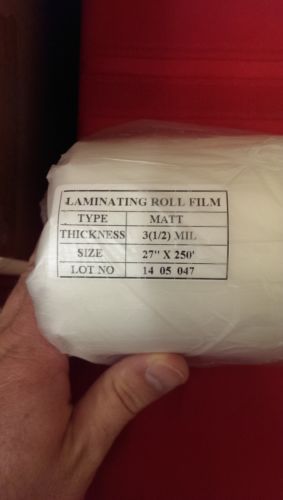 LAMINATING ROLL FILM
TYPE MATT
THICKNESS 3(1/2) MIL
SIZE 27" X 250'
LOT NO 14 05 047